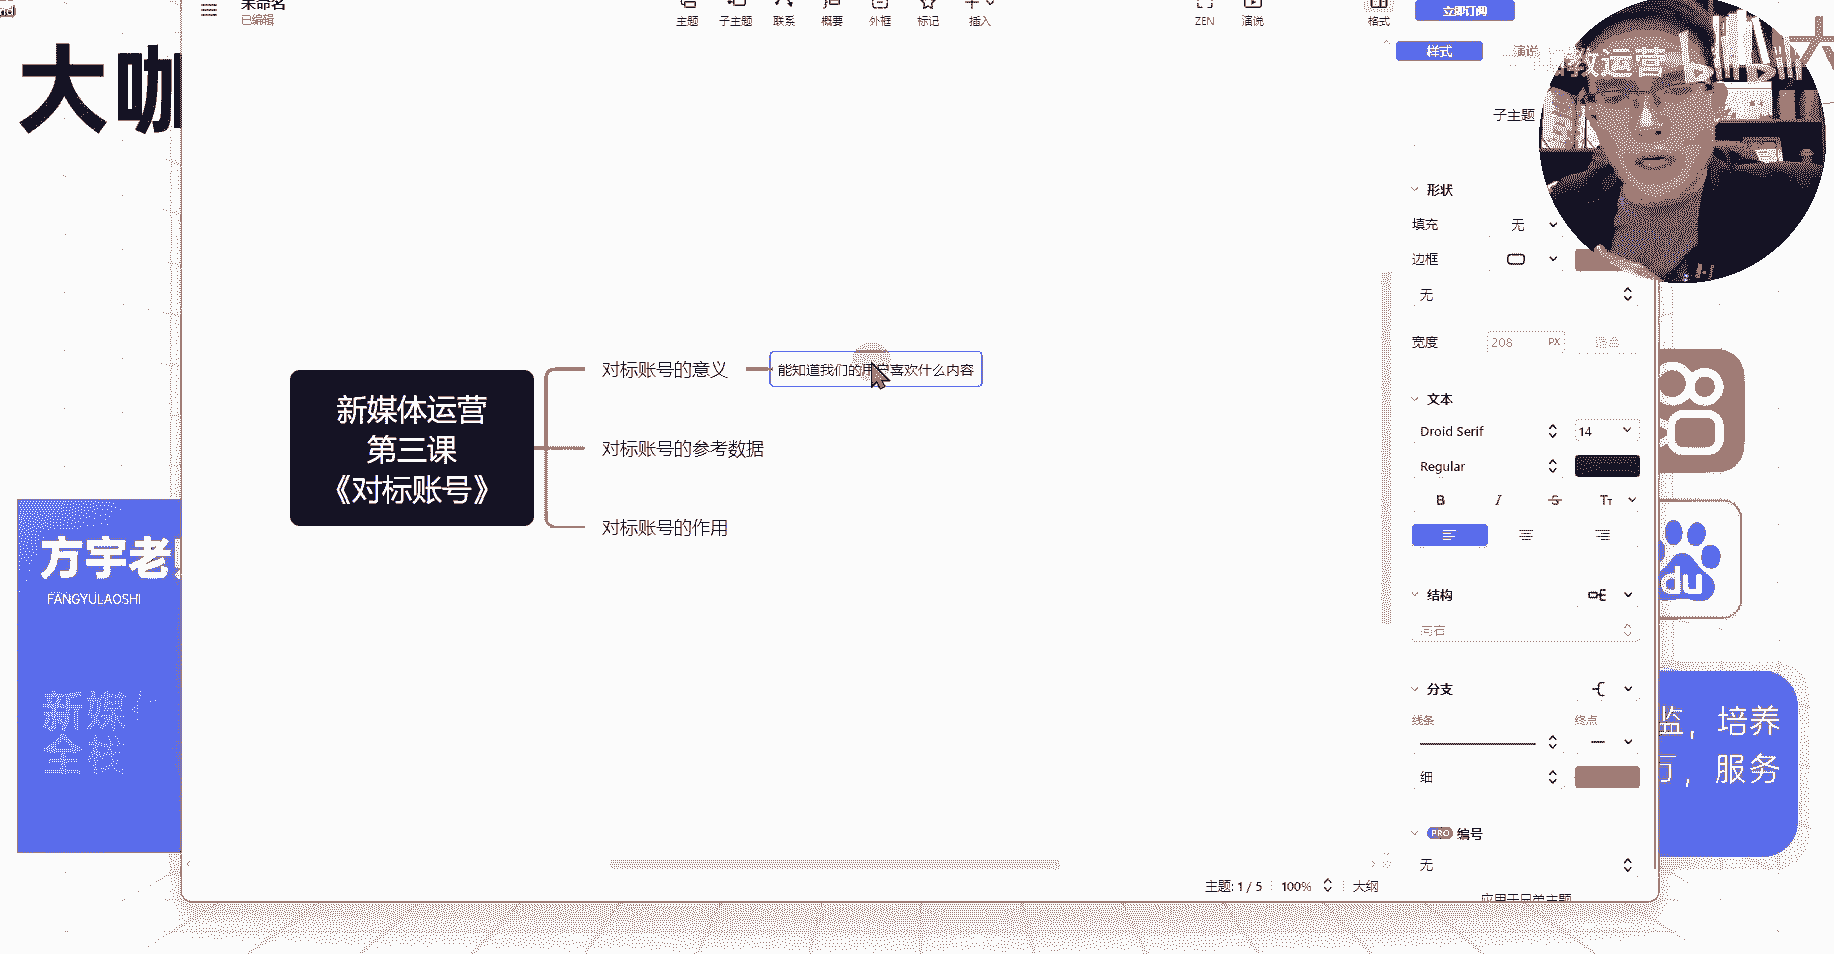 未命名
已编辑
主题
子主题
联系
概要
外框
标记
插入
ZEN
演说
格式
立即订阅
样式
演说
教运营
bilibili
大
大咖
子主题
形状
填充
无
边框
无
宽度
208
PX
文本
Droid Serif
14
Regular
B
I
S
TT
结构
向右
分支
线条
终点
细
PRO
编号
无
新媒体运营
第三课
《对标账号》
对标账号的意义
能知道我们的用户喜欢什么内容
对标账号的参考数据
对标账号的作用
方宇老
FANGYULAOSHI
新媒
全栈
du
监，培养
万，服务
主题: 1 / 5
100%
大纲
应用于兄弟主题